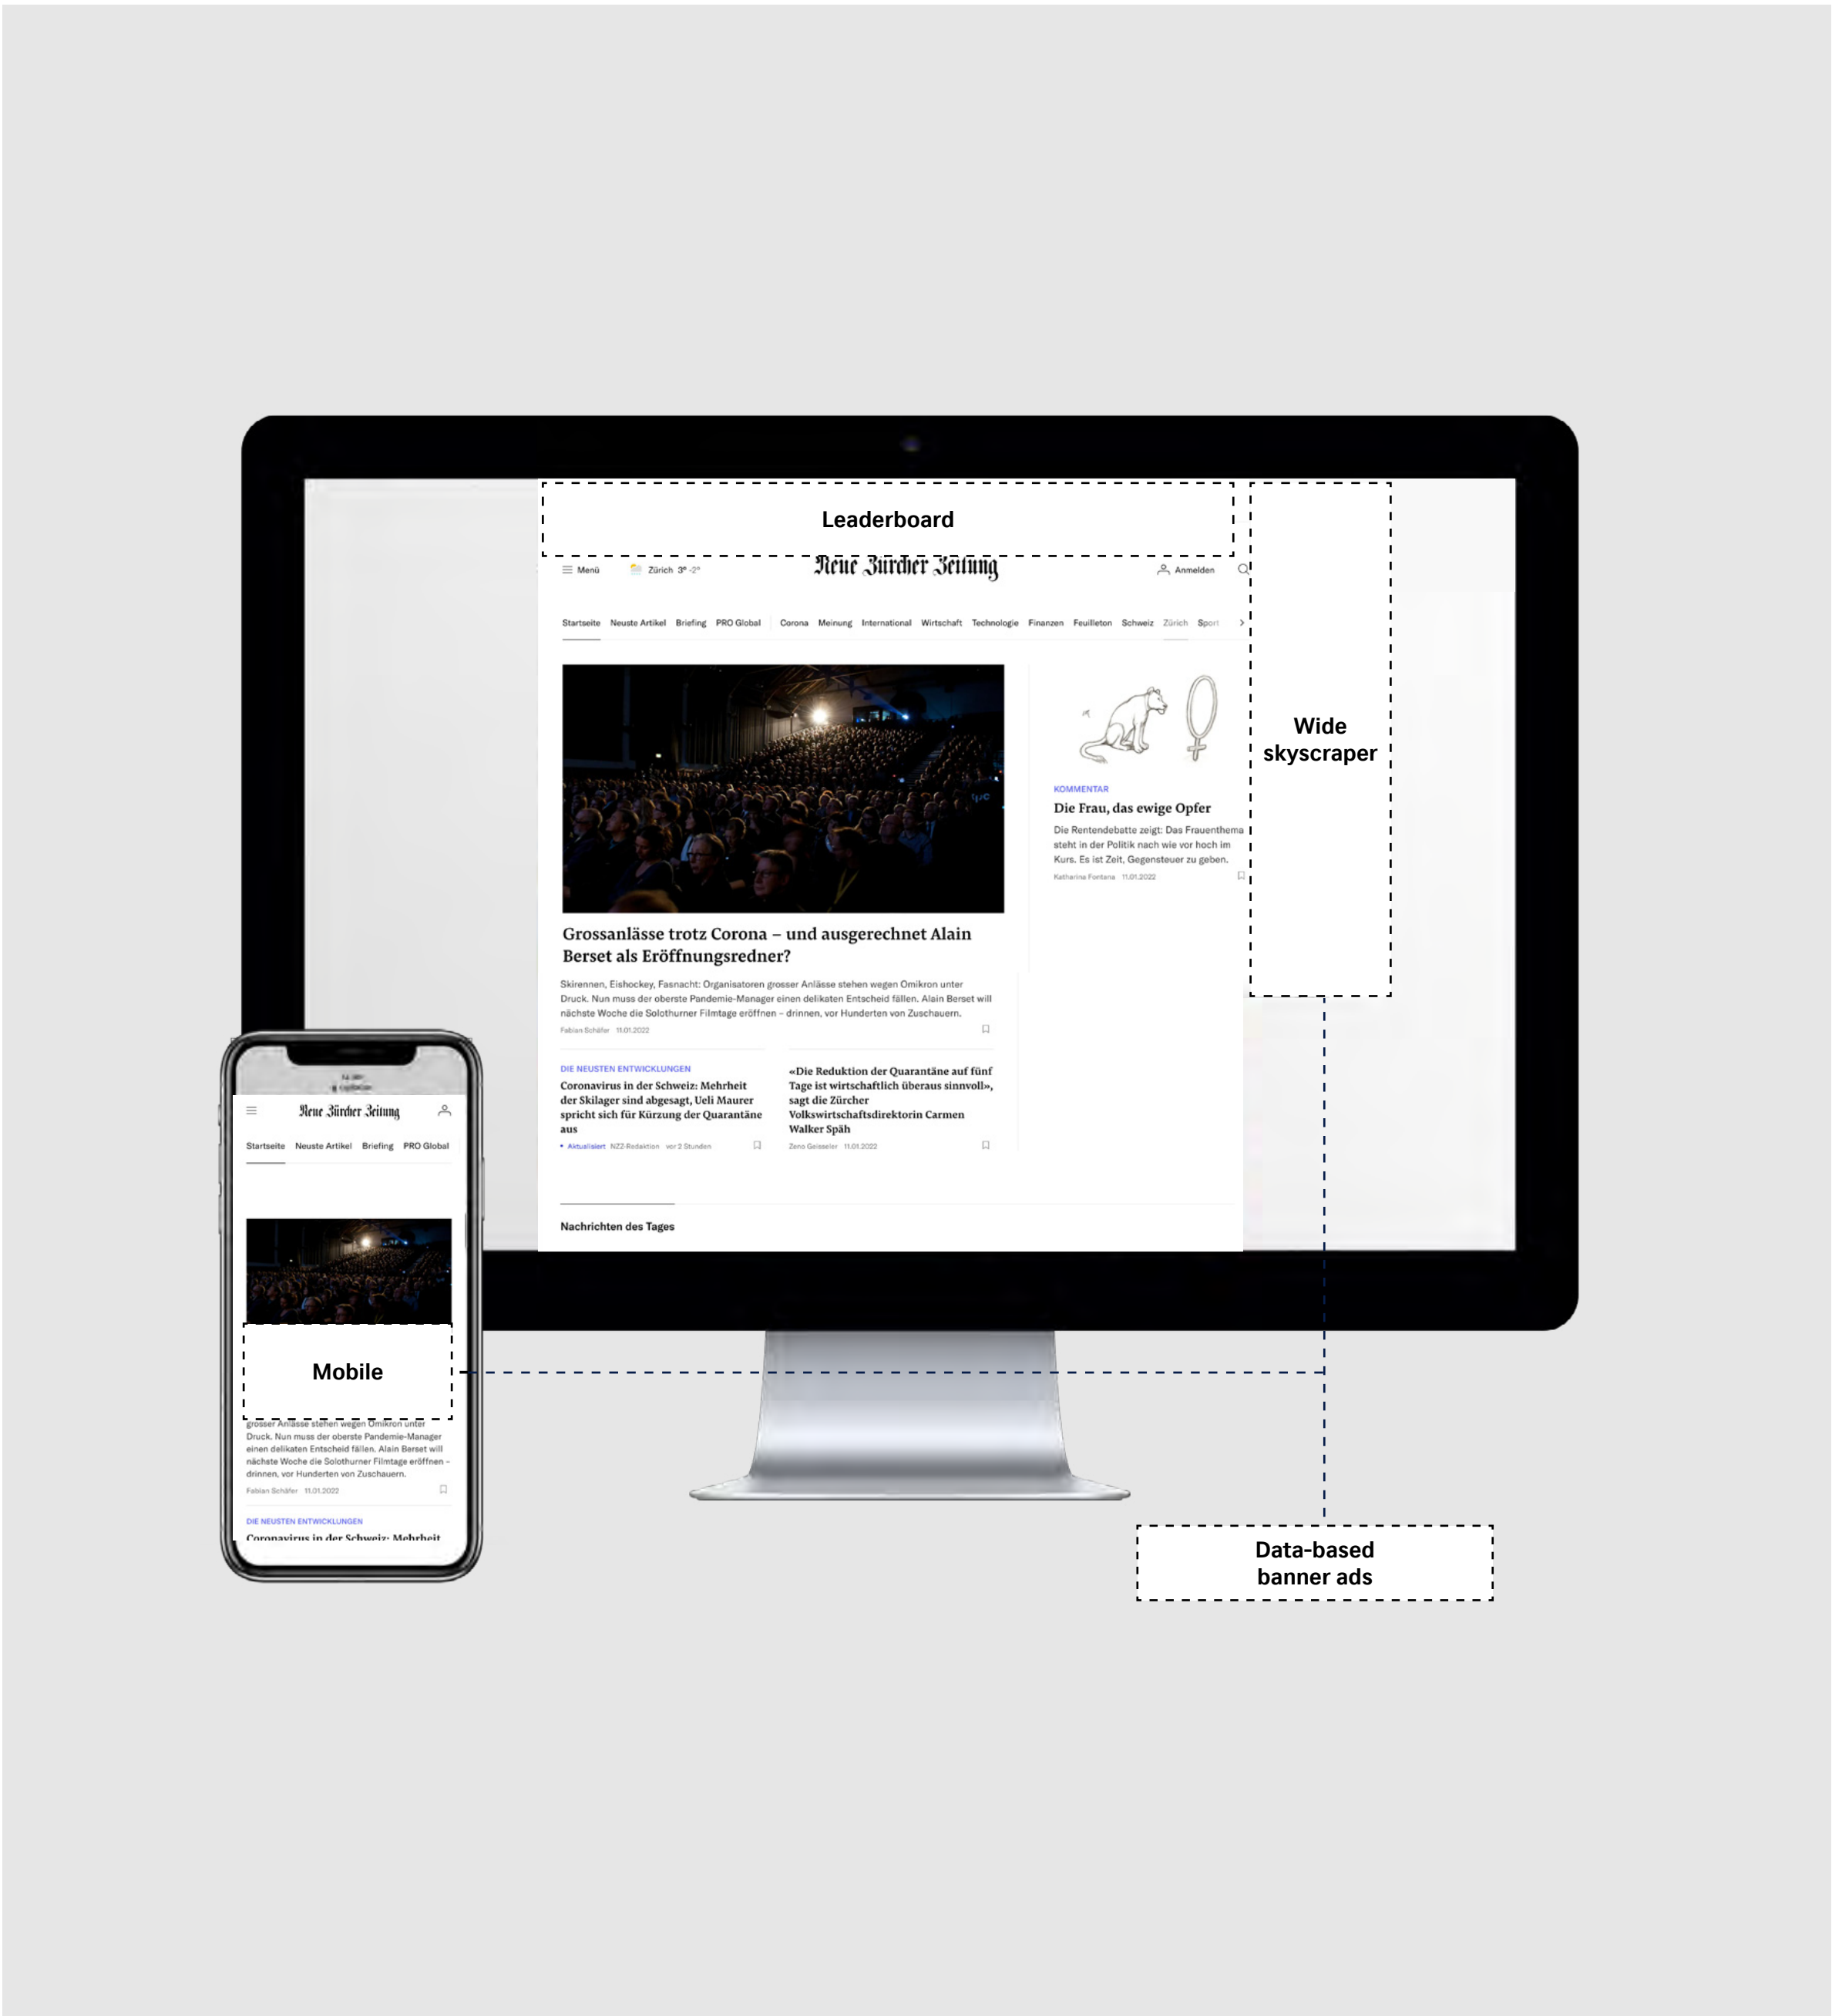 Leaderboard
Menü
Zürich 3° -2°
Neue Zürcher Zeitung
Anmelden
Startseite Neuste Artikel Briefing PRO Global Corona Meinung International Wirtschaft Technologie Finanzen Feuilleton Schweiz Zürich Sport
Wide
skyscraper
KOMMENTAR
Die Frau, das ewige Opfer
Die Rentendebatte zeigt: Das Frauenthema
steht in der Politik nach wie vor hoch im
Kurs. Es ist Zeit, Gegensteuer zu geben.
Katharina Fontana 11.01.2022
Grossanlässe trotz Corona – und ausgerechnet Alain
Berset als Eröffnungsredner?
Skirennen, Eishockey, Fasnacht: Organisatoren grosser Anlässe stehen wegen Omikron unter
Druck. Nun muss der oberste Pandemie-Manager einen delikaten Entscheid fällen. Alain Berset will
nächste Woche die Solothurner Filmtage eröffnen – drinnen, vor Hunderten von Zuschauern.
Fabian Schäfer 11.01.2022
DIE NEUSTEN ENTWICKLUNGEN
Coronavirus in der Schweiz: Mehrheit
der Skilager sind abgesagt, Ueli Maurer
spricht sich für Kürzung der Quarantäne
aus
• Aktualisiert NZZ-Redaktion vor 2 Stunden
«Die Reduktion der Quarantäne auf fünf
Tage ist wirtschaftlich überaus sinnvoll»,
sagt die Zürcher
Volkswirtschaftsdirektorin Carmen
Walker Späh
Zeno Geisseler 11.01.2022
Nachrichten des Tages
Neue Zürcher Zeitung
Startseite Neuste Artikel Briefing PRO Global
Mobile
grosser Anlässe stehen wegen Omikron unter
Druck. Nun muss der oberste Pandemie-Manager
einen delikaten Entscheid fällen. Alain Berset will
nächste Woche die Solothurner Filmtage eröffnen –
drinnen, vor Hunderten von Zuschauern.
Fabian Schäfer 11.01.2022
DIE NEUSTEN ENTWICKLUNGEN
Coronavirus in der Schweiz: Mehrheit
Data-based
banner ads